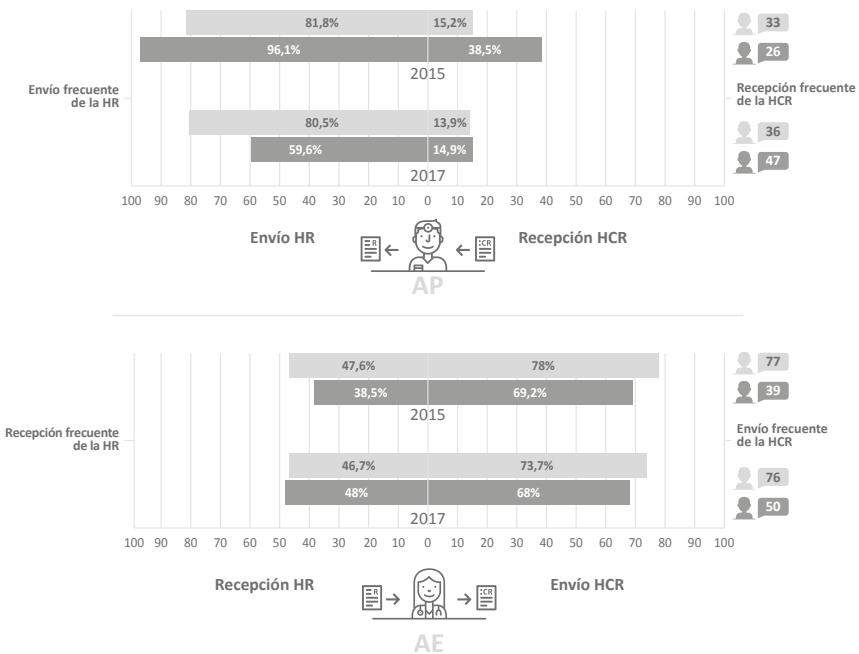 81,8%
15,2%
33
96,1%
38,5%
26
2015
Envío frecuente
de la HR
Recepción frecuente
de la HCR
80,5%
13,9%
36
59,6%
14,9%
47
2017
100 90 80 70 60 50 40 30 20 10 0 10 20 30 40 50 60 70 80 90 100
Envío HR
Recepción HCR
R
CR
AP
47,6%
78%
77
38,5%
69,2%
39
2015
Recepción frecuente
de la HR
Envío frecuente
de la HCR
46,7%
73,7%
76
48%
68%
50
2017
100 90 80 70 60 50 40 30 20 10 0 10 20 30 40 50 60 70 80 90 100
Recepción HR
Envío HCR
R
CR
AE